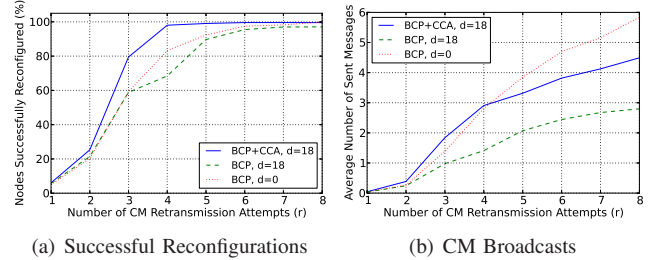 Nodes Successfully Reconfigured (%)
100
80
60
40
20
0
1 2 3 4 5 6 7 8
Number of CM Retransmission Attempts (r)
BCP+CCA, d=18
BCP, d=18
BCP, d=0
(a) Successful Reconfigurations
Average Number of Sent Messages
6
5
4
3
2
1
0
1 2 3 4 5 6 7 8
Number of CM Retransmission Attempts (r)
BCP+CCA, d=18
BCP, d=18
BCP, d=0
(b) CM Broadcasts